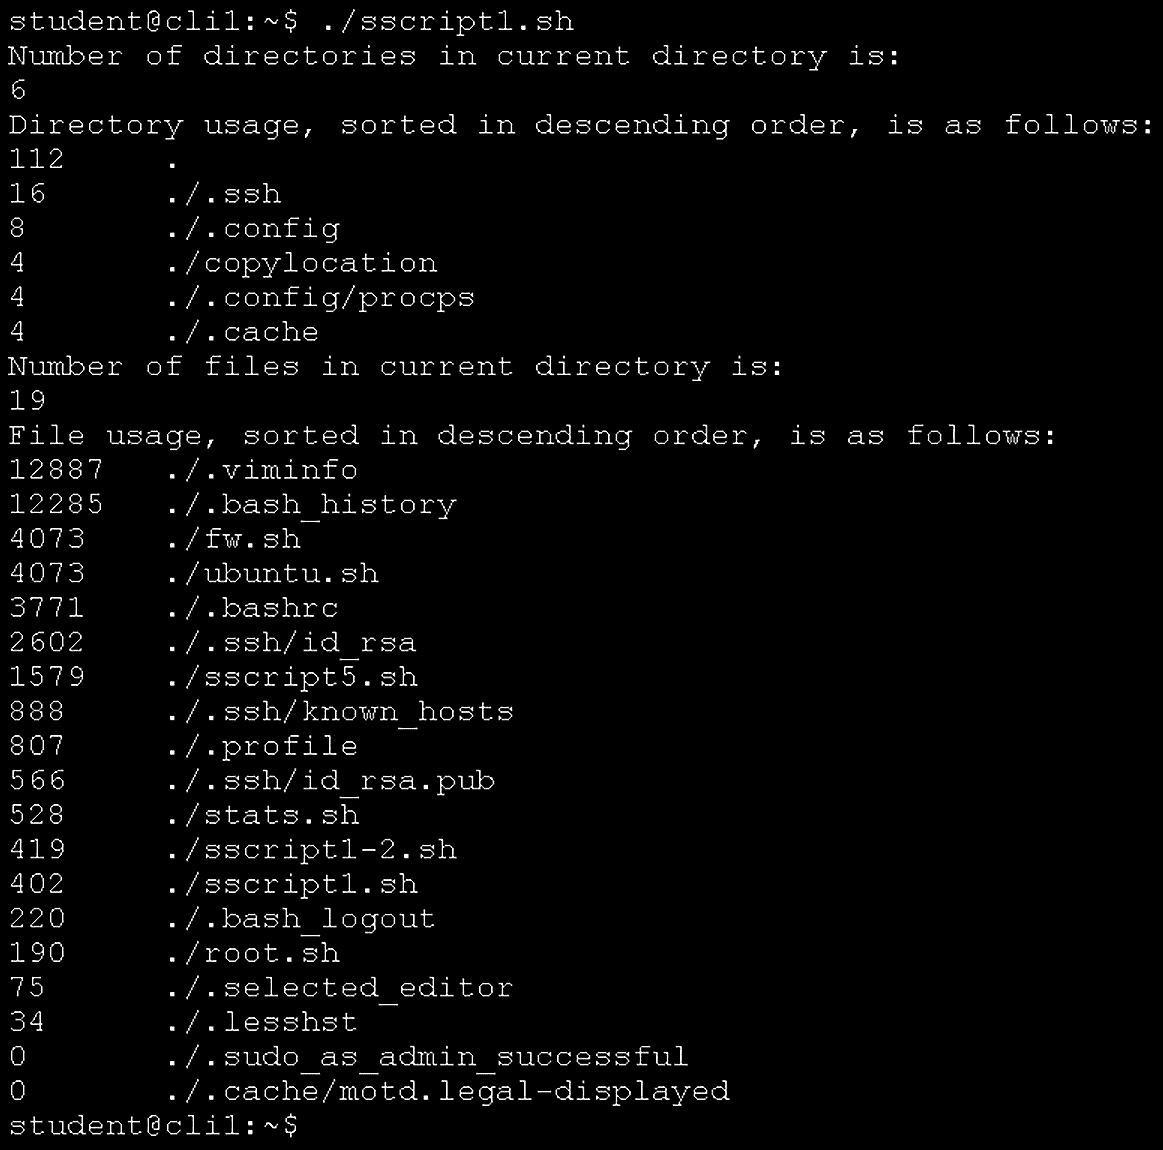 student@cli1:~$ ./sscript1.sh
Number of directories in current directory is:
6
Directory usage, sorted in descending order, is as follows:
112     .
16      ./.ssh
8       ./.config
4       ./copylocation
4       ./.config/procps
4       ./.cache
Number of files in current directory is:
19
File usage, sorted in descending order, is as follows:
12887   ./.viminfo
12285   ./.bash_history
4073    ./fw.sh
4073    ./ubuntu.sh
3771    ./.bashrc
2602    ./.ssh/id_rsa
1579    ./sscript5.sh
888     ./.ssh/known_hosts
807     ./.profile
566     ./.ssh/id_rsa.pub
528     ./stats.sh
419     ./sscript1-2.sh
402     ./sscript1.sh
220     ./.bash_logout
190     ./root.sh
75      ./.selected_editor
34      ./.lesshst
0       ./.sudo_as_admin_successful
0       ./.cache/motd.legal-displayed
student@cli1:~$